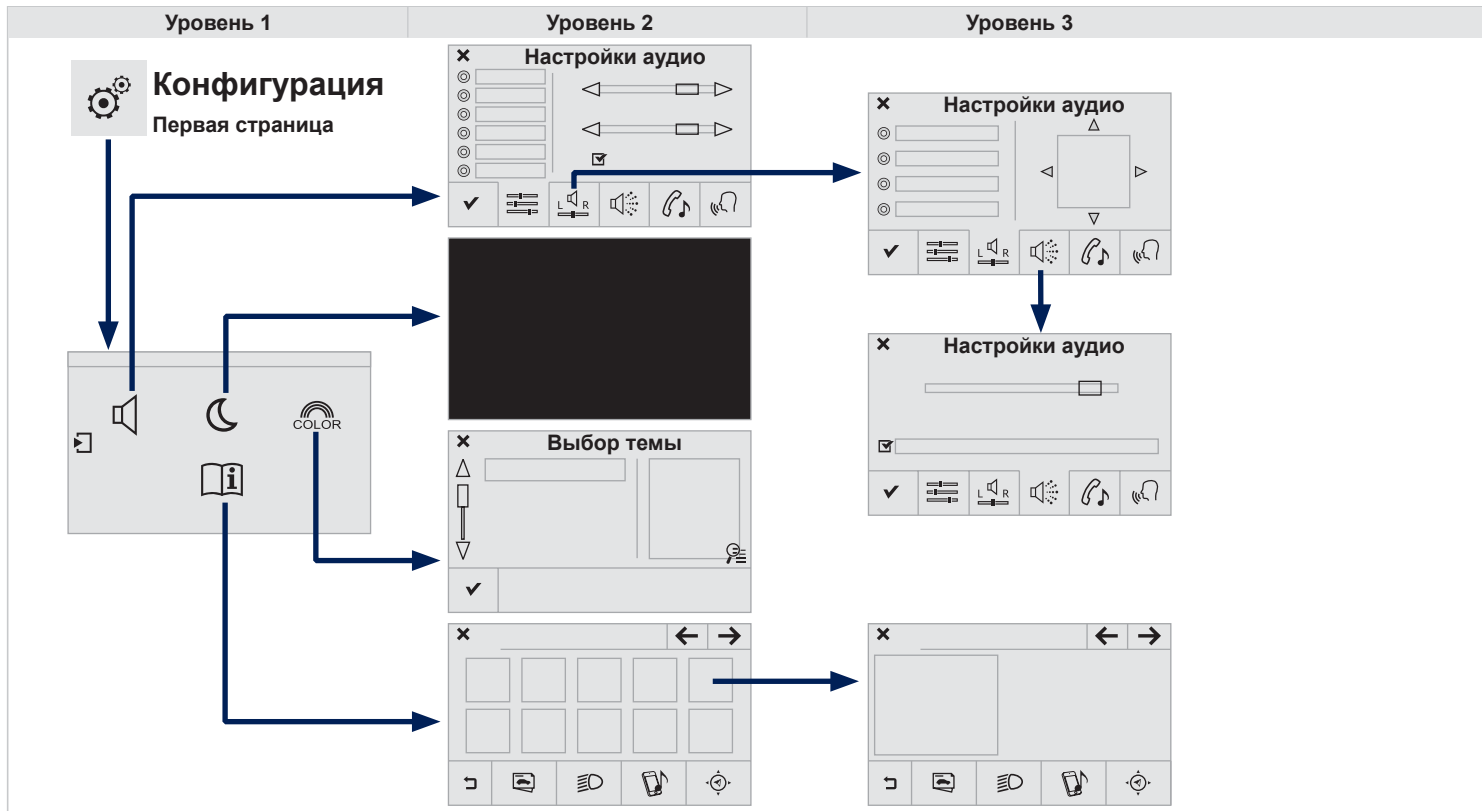 Уровень 1
Уровень 2
Уровень 3
Конфигурация
Первая страница
Настройки аудио
L R
Настройки аудио
L R
COLOR
Выбор темы
Настройки аудио
L R